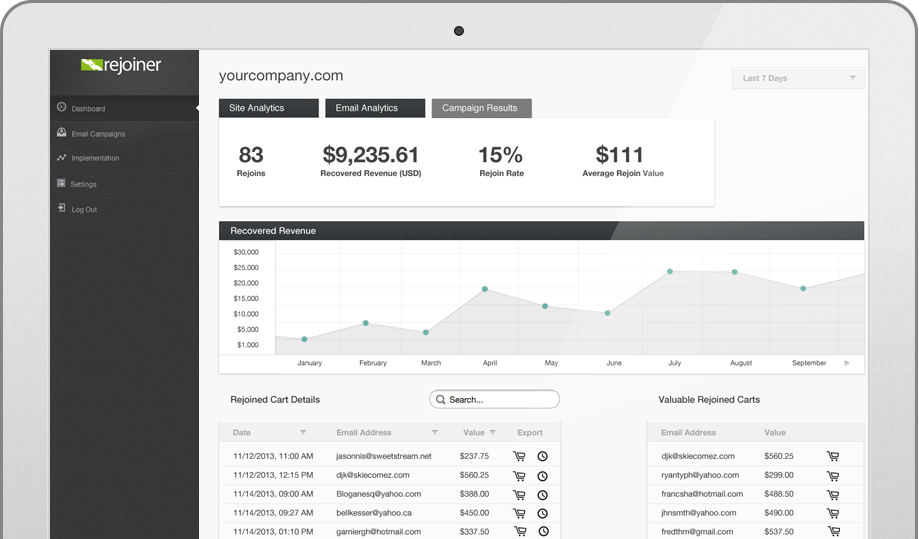 rejoiner
Dashboard
Email Campaigns
Implementation
Settings
Log Out
yourcompany.com
Last 7 Days
Site Analytics
Email Analytics
Campaign Results
83
Rejoins
$9,235.61
Recovered Revenue (USD)
15%
Rejoin Rate
$111
Average Rejoin Value
Recovered Revenue
$30,000
$25,000
$20,000
$15,000
$10,000
$5,000
$1,000
January February March April May June July August September
Rejoined Cart Details
Search...
Date Email Address Value Export
11/12/2013, 11:00 AM jasonnis@sweetstream.net $237.75
11/12/2013, 12:15 PM djk@skiecomez.com $560.25
11/14/2013, 09:00 AM Bloganesq@yahoo.com $388.00
11/14/2013, 09:27 AM bellkesser@yahoo.ca $450.00
11/14/2013, 01:10 PM garniergh@hotmail.com $337.50
Valuable Rejoined Carts
Email Address Value
djk@skiecomez.com $560.25
ryantyph@yahoo.com $299.00
francsha@hotmail.com $488.50
jhnsmth@yahoo.com $490.00
fredthm@gmail.com $537.50